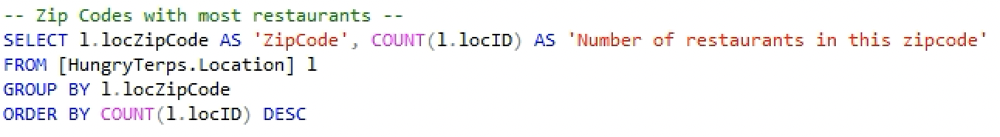 -- Zip Codes with most restaurants --
SELECT l.locZipCode AS 'ZipCode', COUNT(l.locID) AS 'Number of restaurants in this zipcode'
FROM [HungryTerps.Location] l
GROUP BY l.locZipCode
ORDER BY COUNT(l.locID) DESC